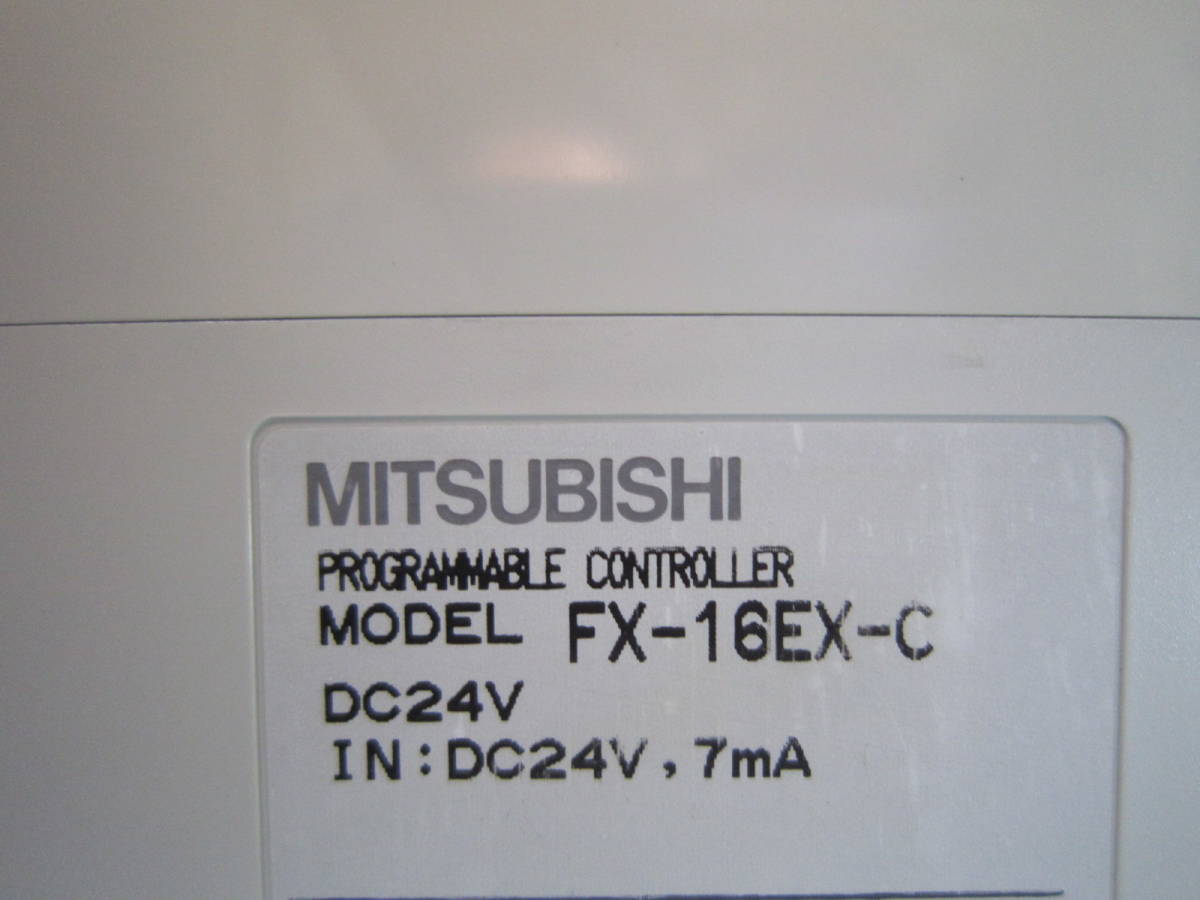 MITSUBISHI
PROGRAMMABLE CONTROLLER
MODEL FX-16EX-C
DC24V
IN:DC24V,7mA